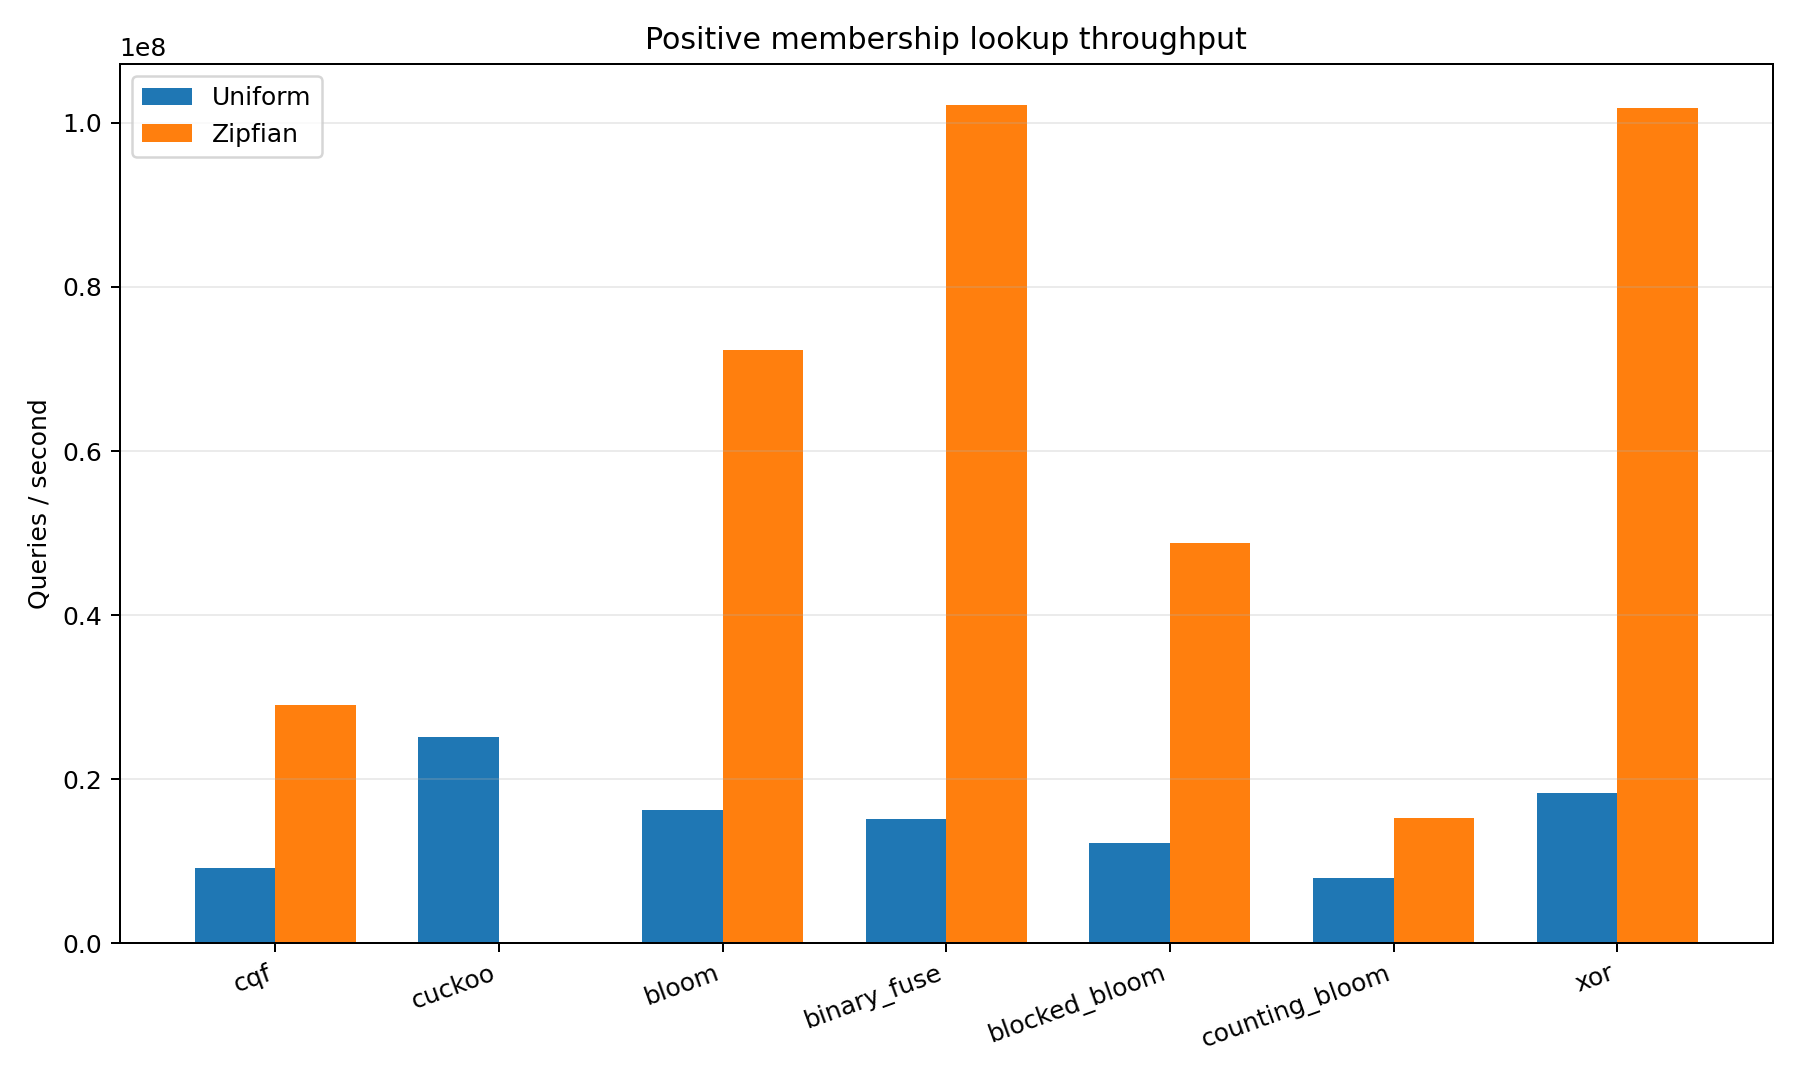 Positive membership lookup throughput
1e8
Uniform
Zipfian
1.0
0.8
0.6
0.4
0.2
0.0
Queries / second
cqf
cuckoo
bloom
binary_fuse
blocked_bloom
counting_bloom
xor